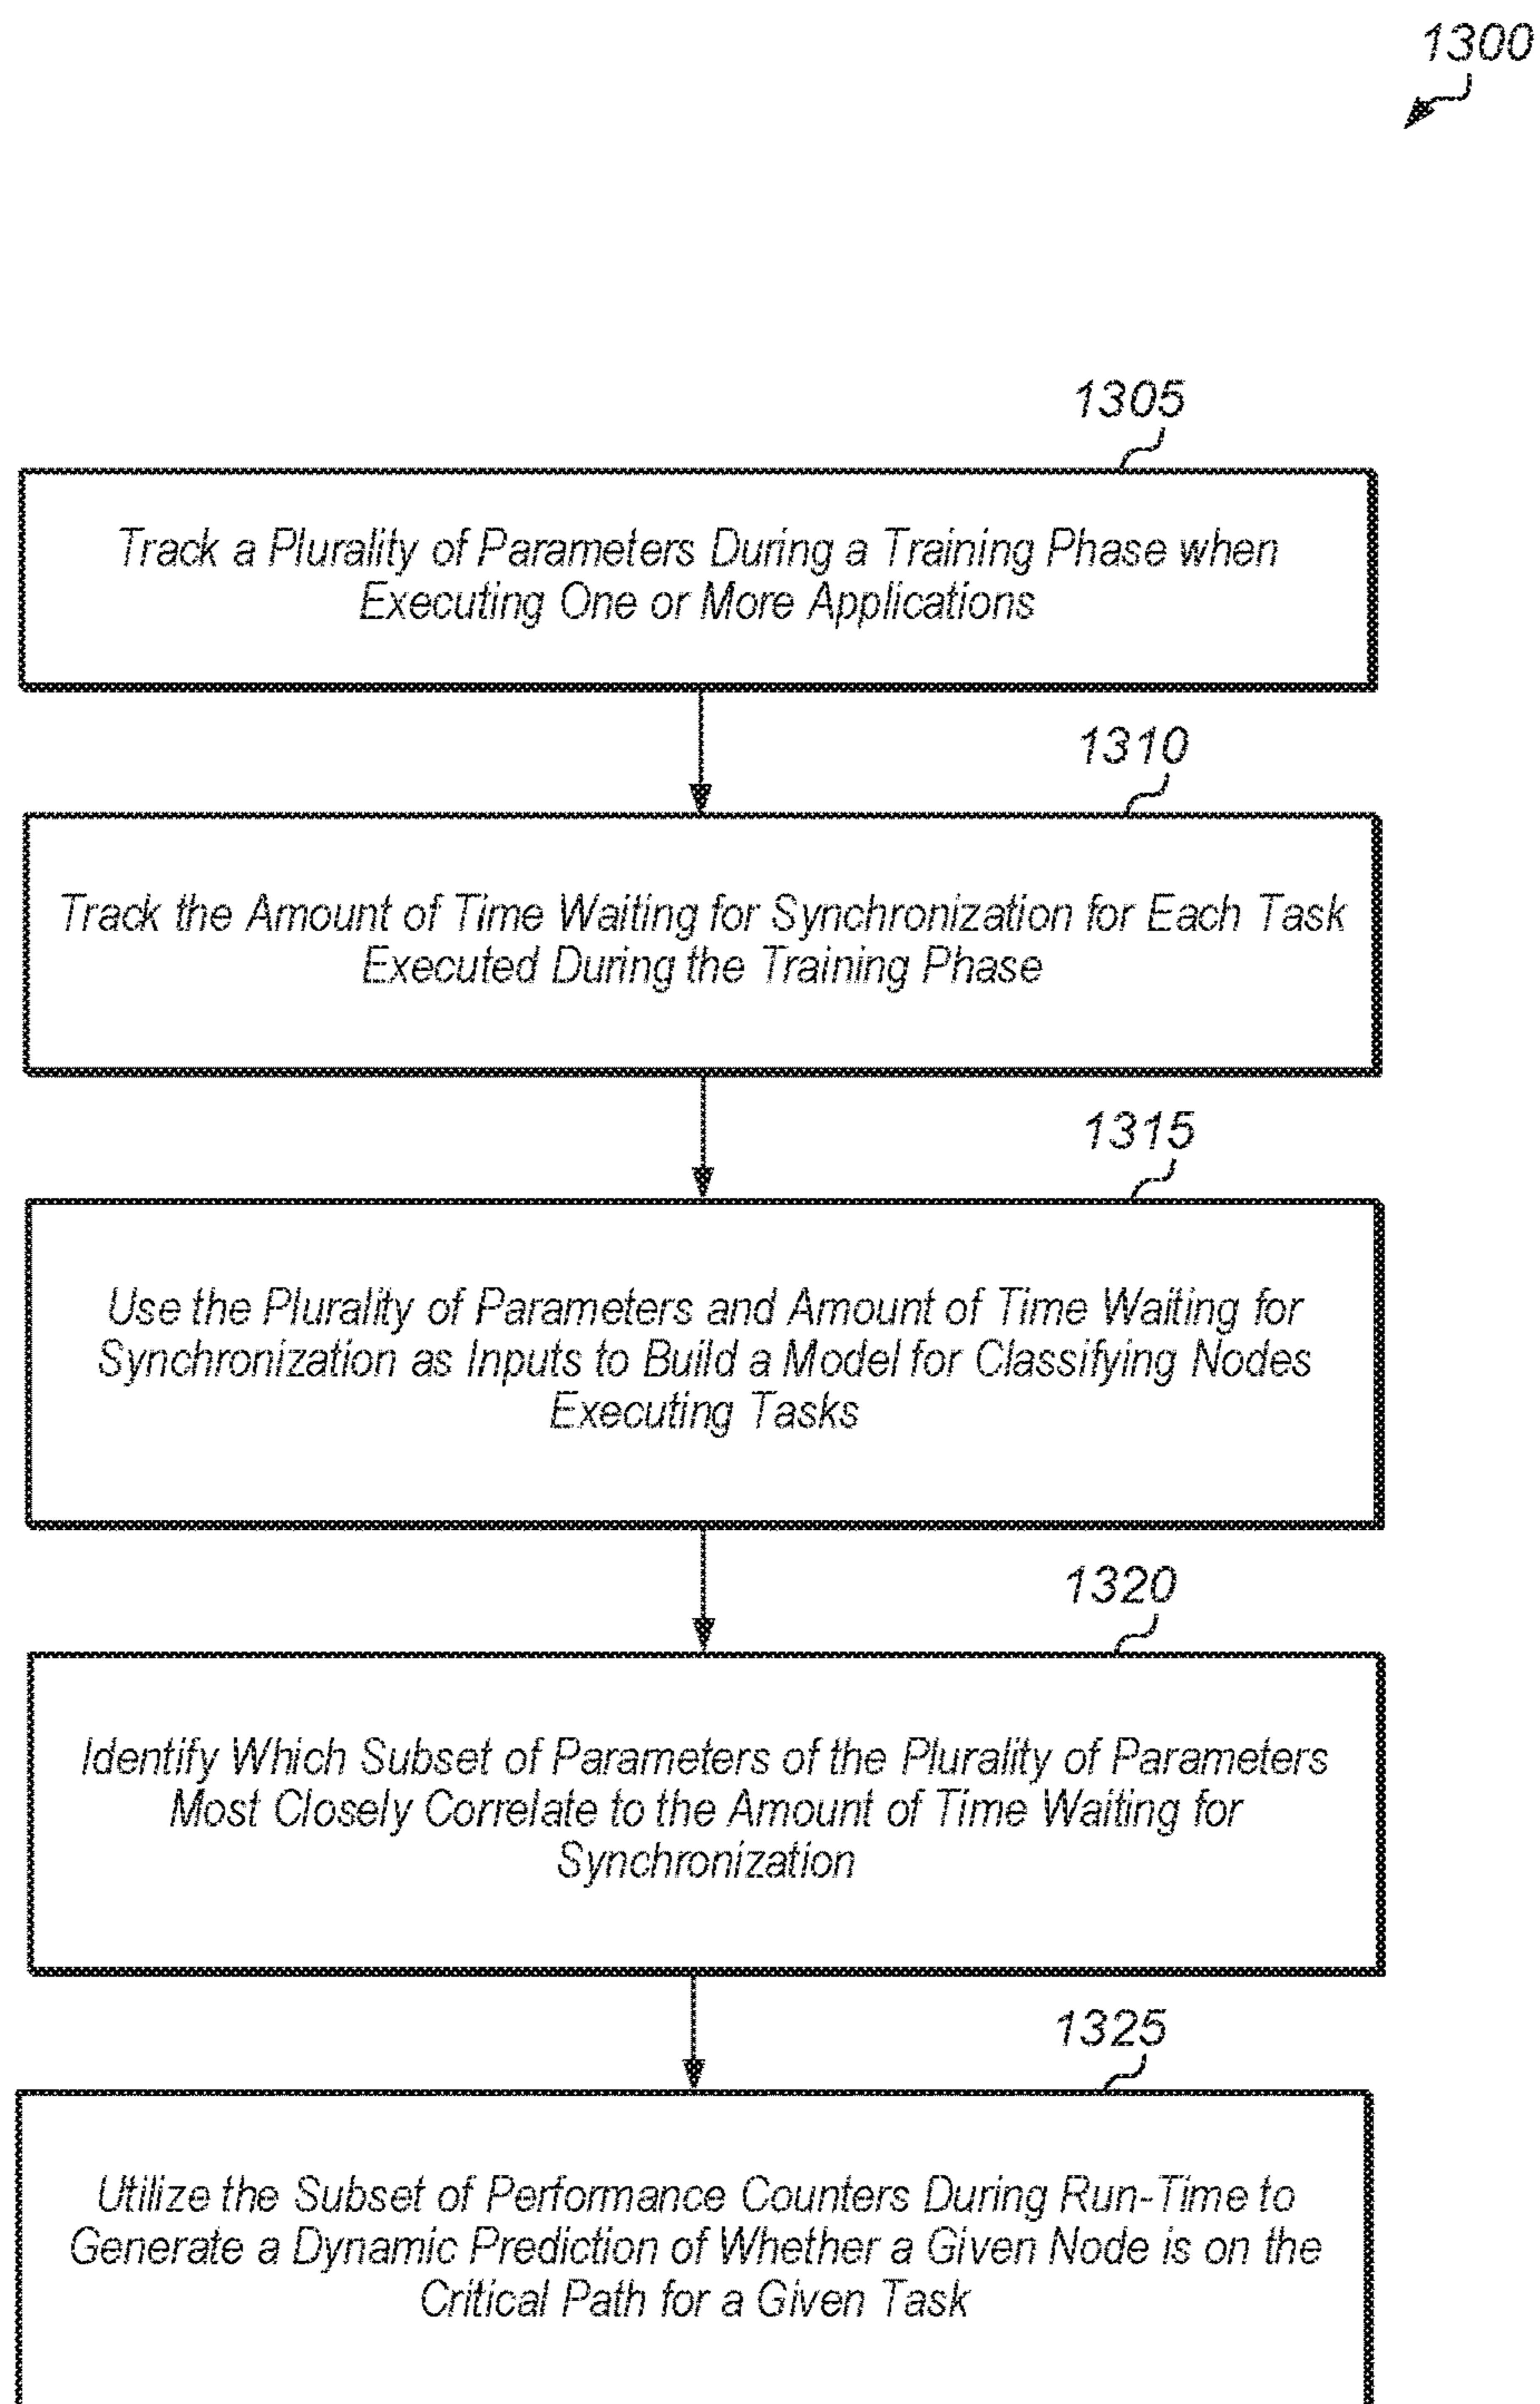 1300
1305
Track a Plurality of Parameters During a Training Phase when
Executing One or More Applications
1310
Track the Amount of Time Waiting for Synchronization for Each Task
Executed During the Training Phase
1315
Use the Plurality of Parameters and Amount of Time Waiting for
Synchronization as Inputs to Build a Model for Classifying Nodes
Executing Tasks
1320
Identify Which Subset of Parameters of the Plurality of Parameters
Most Closely Correlate to the Amount of Time Waiting for
Synchronization
1325
Utilize the Subset of Performance Counters During Run-Time to
Generate a Dynamic Prediction of Whether a Given Node is on the
Critical Path for a Given Task